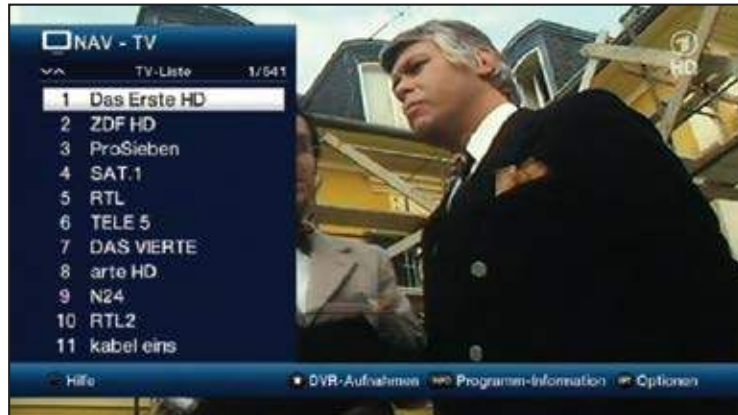 NAV - TV
TV-Liste 1/541
1 Das Erste HD
2 ZDF HD
3 ProSieben
4 SAT.1
5 RTL
6 TELE 5
7 DAS VIERTE
8 arte HD
9 N24
10 RTL2
11 kabel eins
1
HD
Hilfe DVR-Aufnahmen Programm-Information Optionen